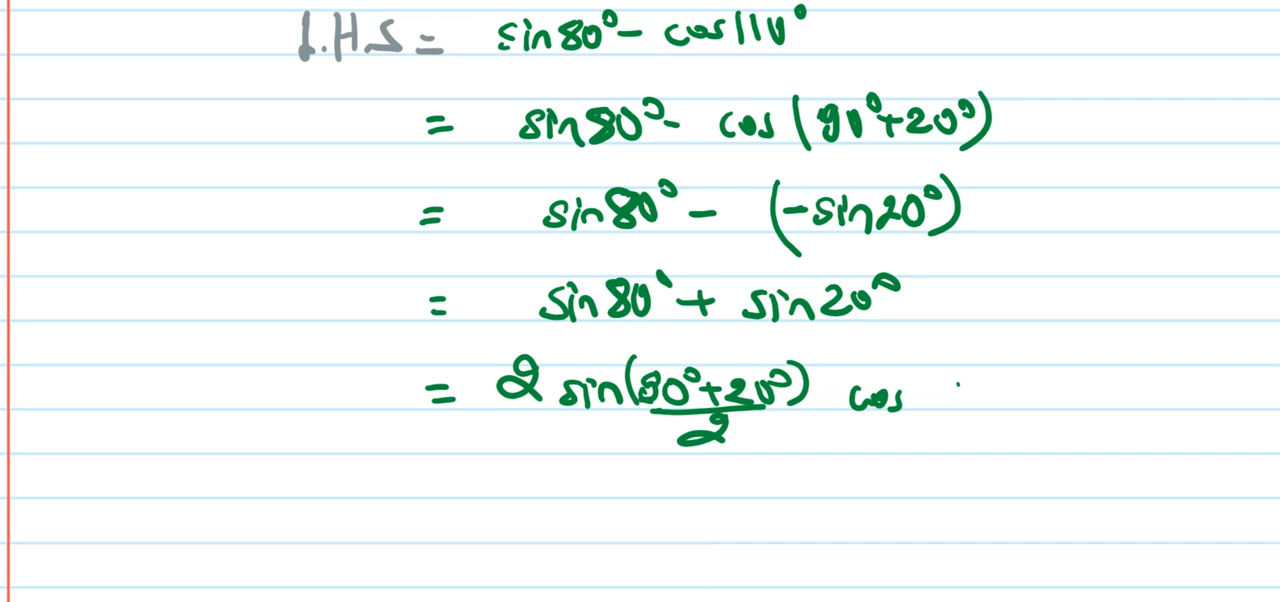 L.H.S = sin80° - cos110°
= sin80° - cos(90°+20°)
= sin80° - (-sin20°)
= sin80° + sin20°
= 2 sin(80°+20°)/2 cos